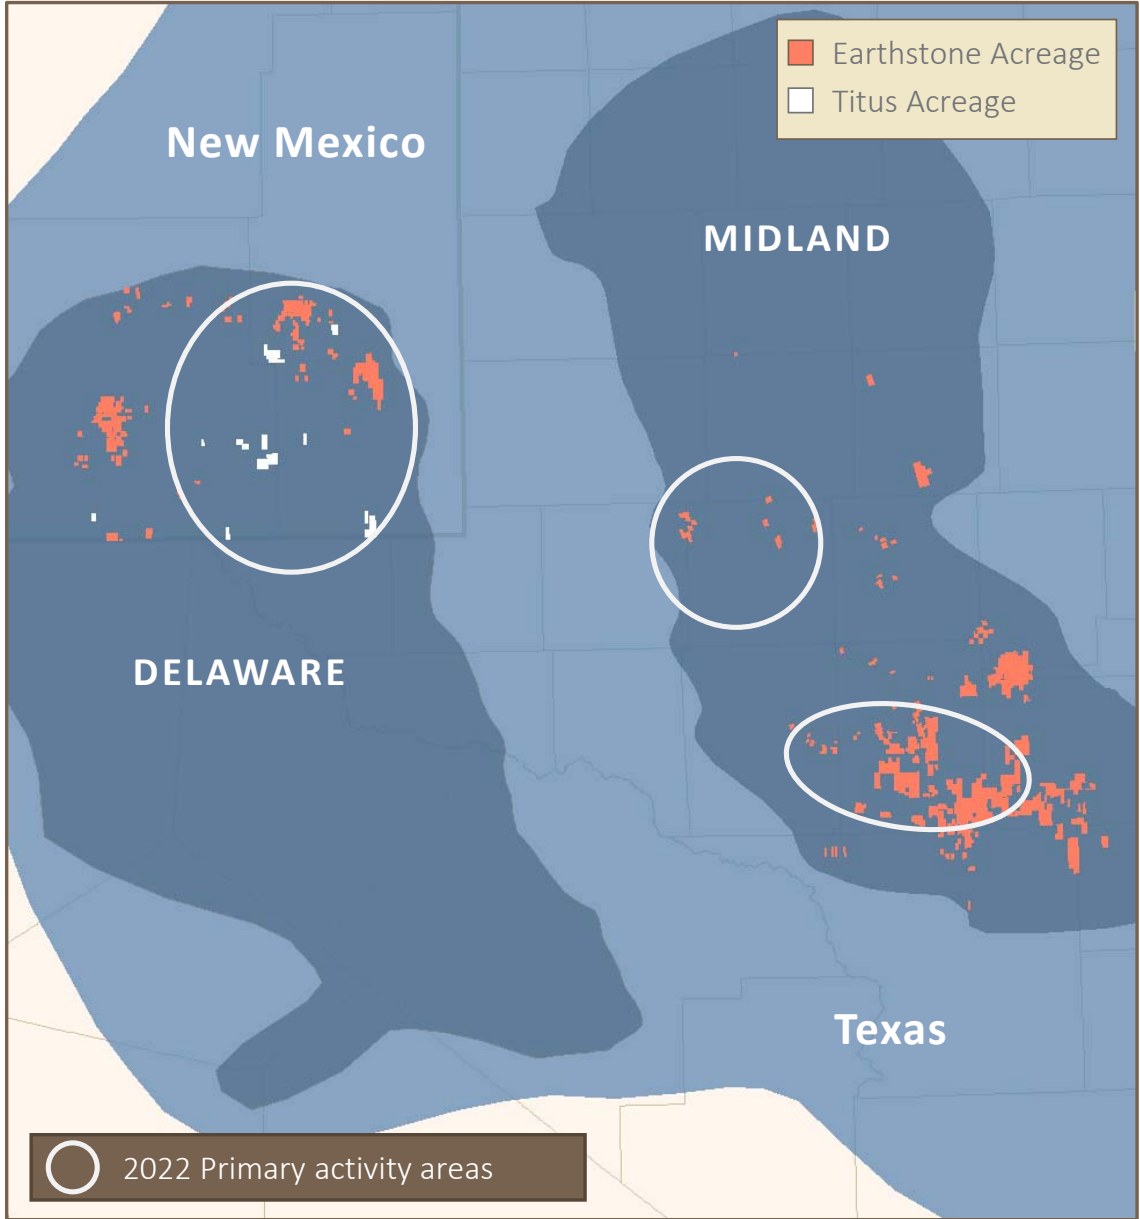 Earthstone Acreage
Titus Acreage
New Mexico
MIDLAND
DELAWARE
Texas
2022 Primary activity areas